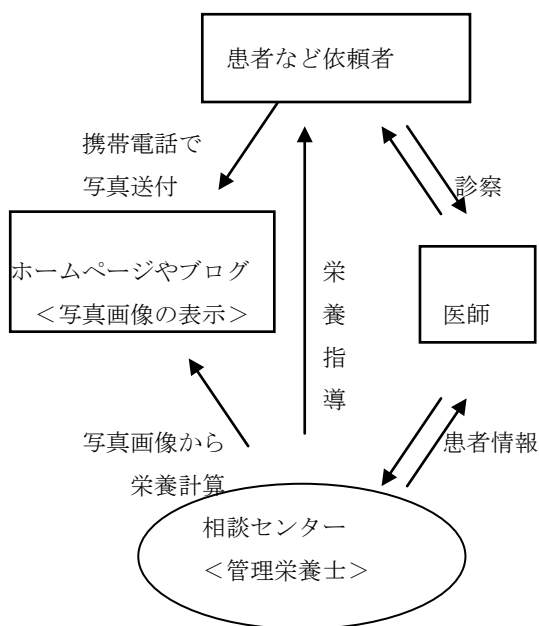 患者など依頼者
携帯電話で
写真送付
診察
ホームページやブログ
＜写真画像の表示＞
栄
養
指
導
医師
写真画像から
栄養計算
患者情報
相談センター
＜管理栄養士＞